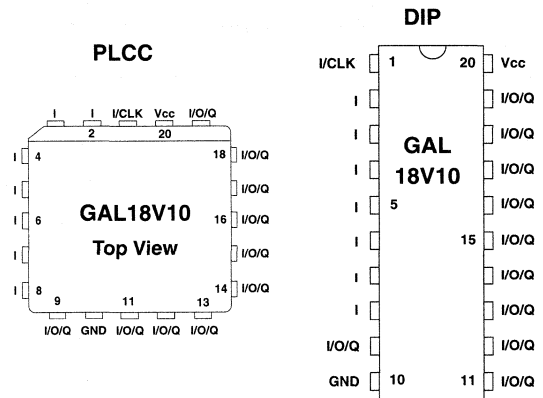 PLCC
I I I/CLK Vcc I/O/Q
2 20
I 4 18 I/O/Q
I I/O/Q
I 6 GAL18V10 16 I/O/Q
Top View
I I/O/Q
I 8 14 I/O/Q
9 11 13
I/O/Q GND I/O/Q I/O/Q I/O/Q
DIP
I/CLK 1 20 Vcc
I I/O/Q
I I/O/Q
GAL
I 18V10 I/O/Q
I 5 I/O/Q
I 15 I/O/Q
I I/O/Q
I I/O/Q
I/O/Q I/O/Q
GND 10 11 I/O/Q